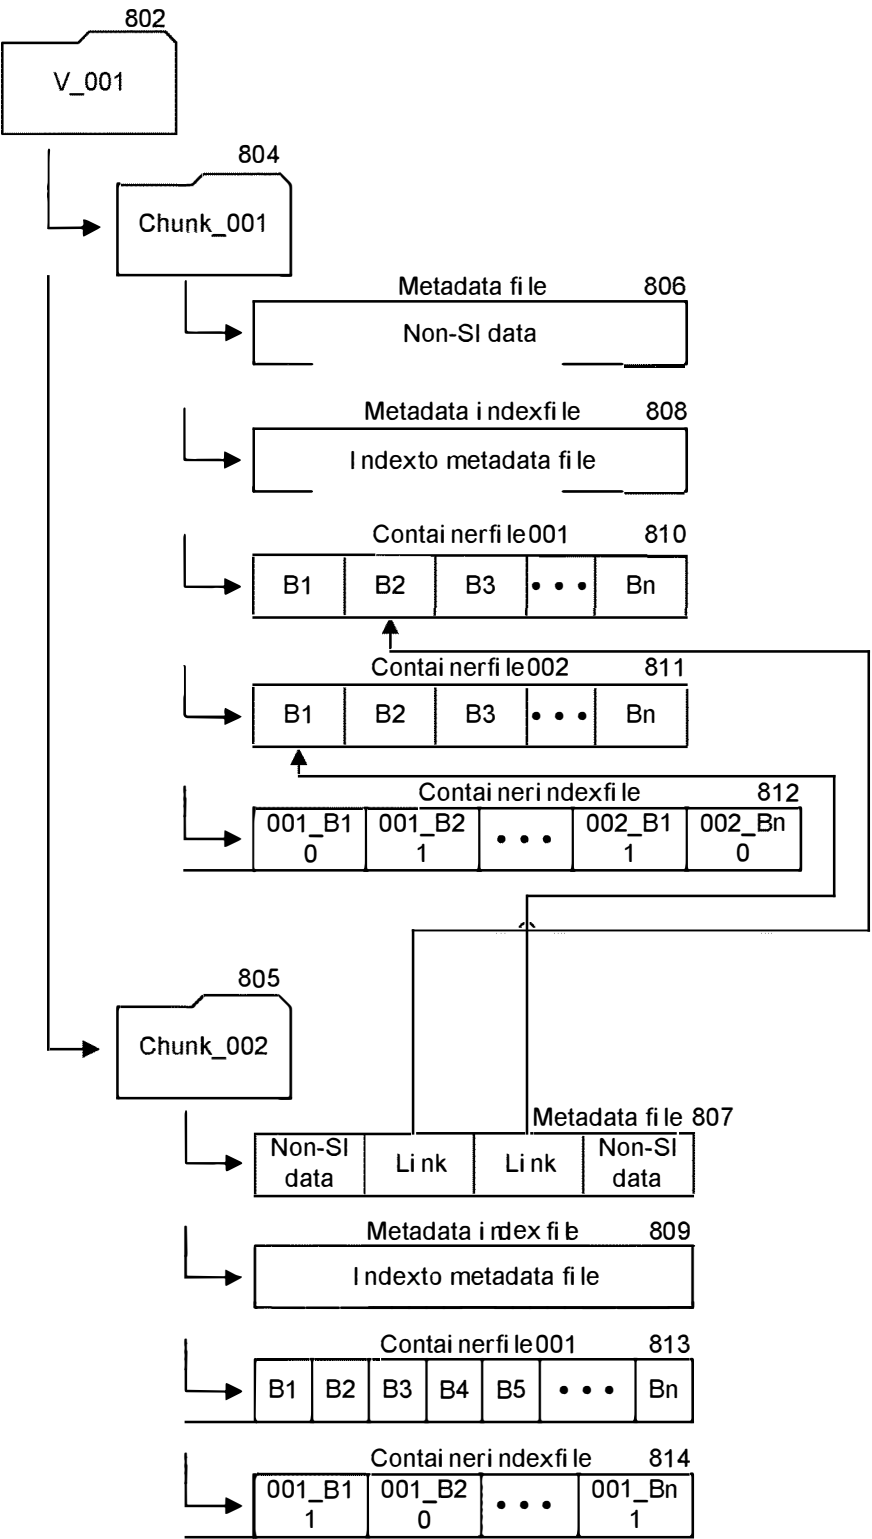 802
V_001
804
Chunk_001
Metadata file 806
Non-SI data
Metadata indexfile 808
Indexto metadata file
Containerfile001 810
B1 B2 B3 ••• Bn
Containerfile002 811
B1 B2 B3 ••• Bn
Containerindexfile 812
001_B1 001_B2 ••• 002_B1 002_Bn
0 1 1 0
805
Chunk_002
Metadata file 807
Non-SI Link Link Non-SI
data data
Metadata index file 809
Indexto metadata file
Containerfile001 813
B1 B2 B3 B4 B5 ••• Bn
Containerindexfile 814
001_B1 001_B2 ••• 001_Bn
1 0 1